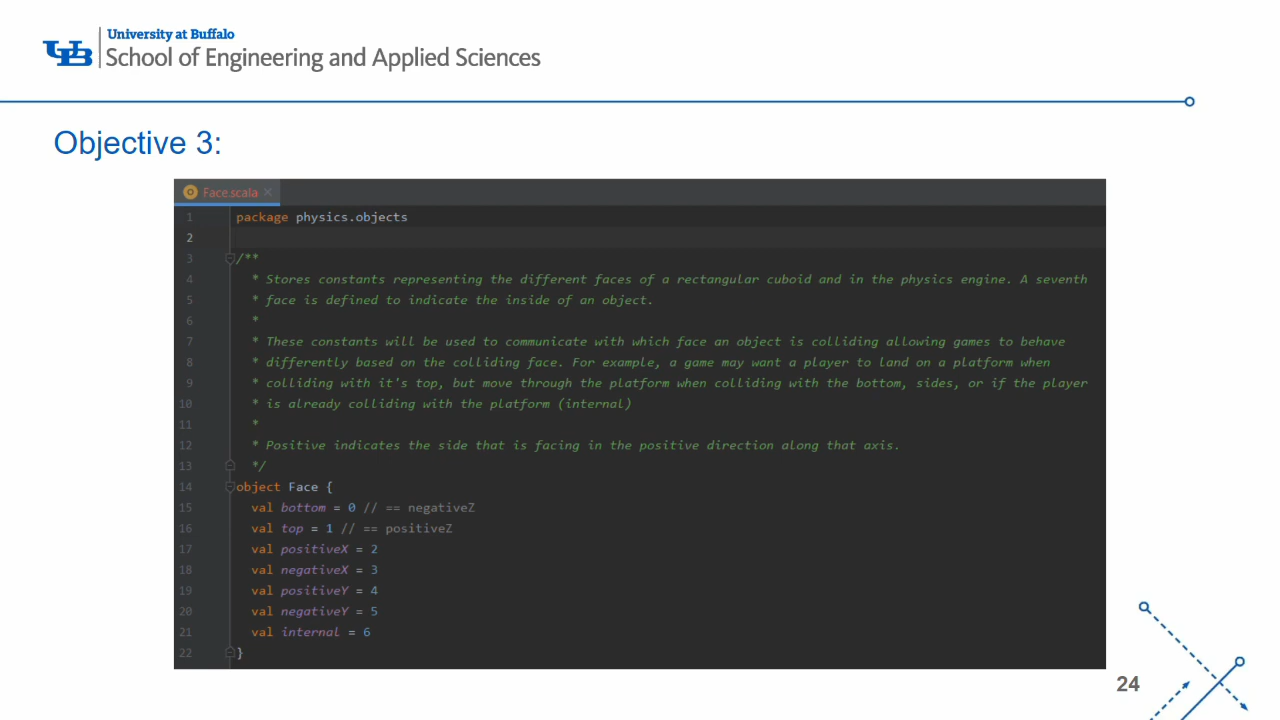 University at Buffalo
UB School of Engineering and Applied Sciences
Objective 3:
Face.scala
1 package physics.objects
2
3 /**
4 * Stores constants representing the different faces of a rectangular cuboid and in the physics engine. A seventh
5 * face is defined to indicate the inside of an object.
6 *
7 * These constants will be used to communicate with which face an object is colliding allowing games to behave
8 * differently based on the colliding face. For example, a game may want a player to land on a platform when
9 * colliding with it's top, but move through the platform when colliding with the bottom, sides, or if the player
10 * is already colliding with the platform (internal)
11 *
12 * Positive indicates the side that is facing in the positive direction along that axis.
13 */
14 object Face {
15 val bottom = 0 // == negativeZ
16 val top = 1 // == positiveZ
17 val positiveX = 2
18 val negativeX = 3
19 val positiveY = 4
20 val negativeY = 5
21 val internal = 6
22 }
24